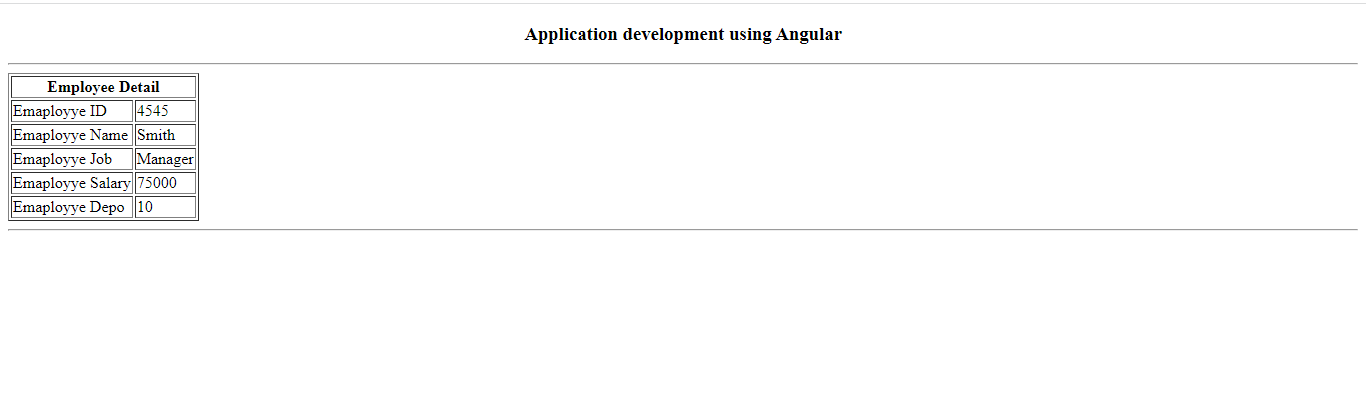 Application development using Angular
Employee Detail
Emaployye ID 4545
Emaployye Name Smith
Emaployye Job Manager
Emaployye Salary 75000
Emaployye Depo 10